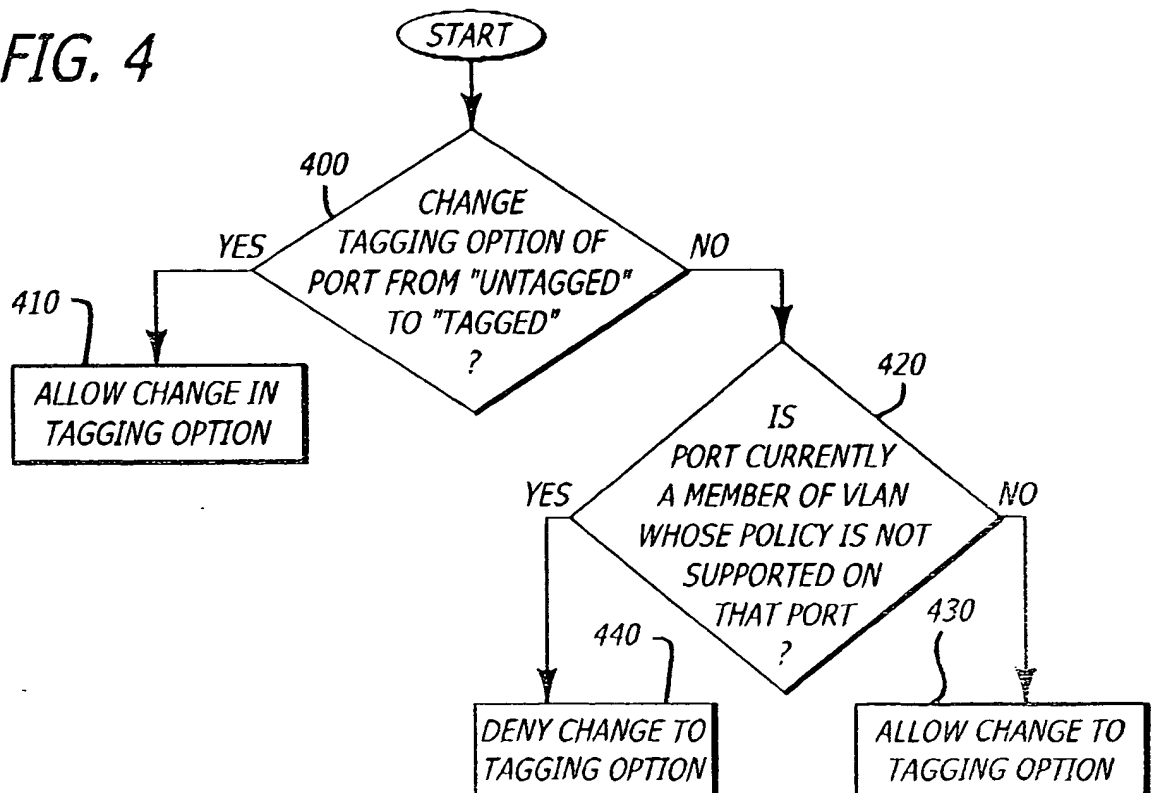 FIG. 4
START
400
CHANGE
TAGGING OPTION OF
PORT FROM "UNTAGGED"
TO "TAGGED"
?
YES
NO
410
ALLOW CHANGE IN
TAGGING OPTION
420
IS
PORT CURRENTLY
A MEMBER OF VLAN
WHOSE POLICY IS NOT
SUPPORTED ON
THAT PORT
?
YES
NO
440
DENY CHANGE TO
TAGGING OPTION
430
ALLOW CHANGE TO
TAGGING OPTION